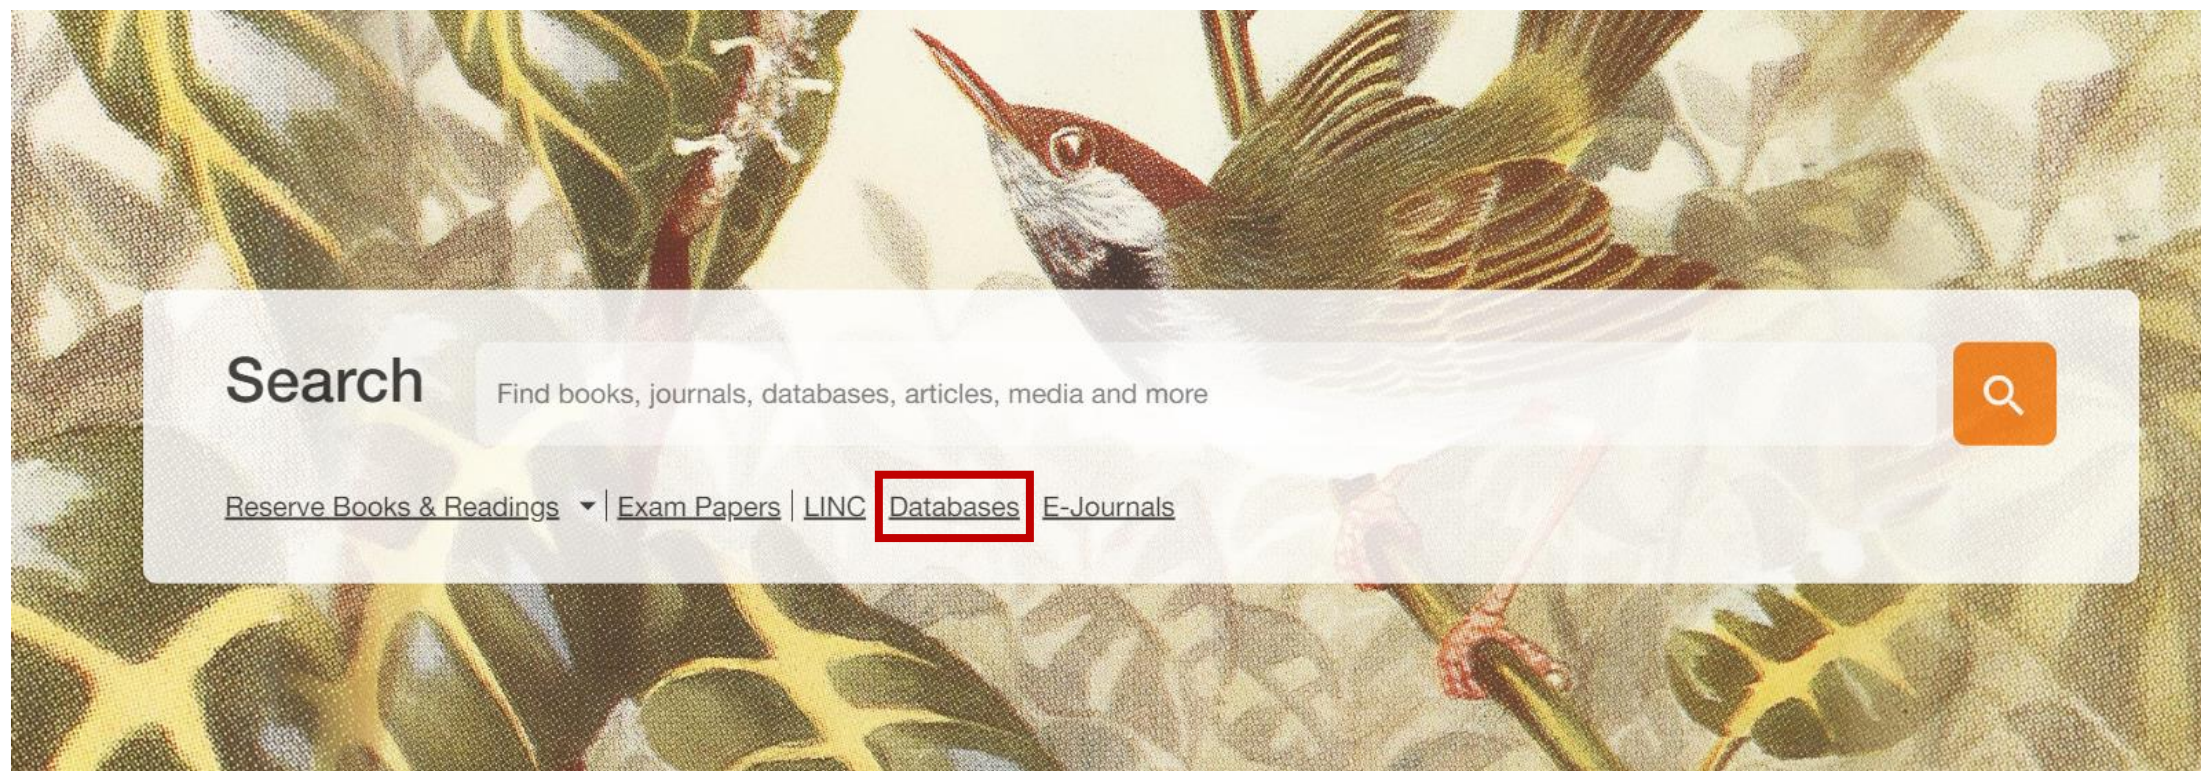 Search
Find books, journals, databases, articles, media and more
Reserve Books & Readings | Exam Papers | LINC Databases E-Journals